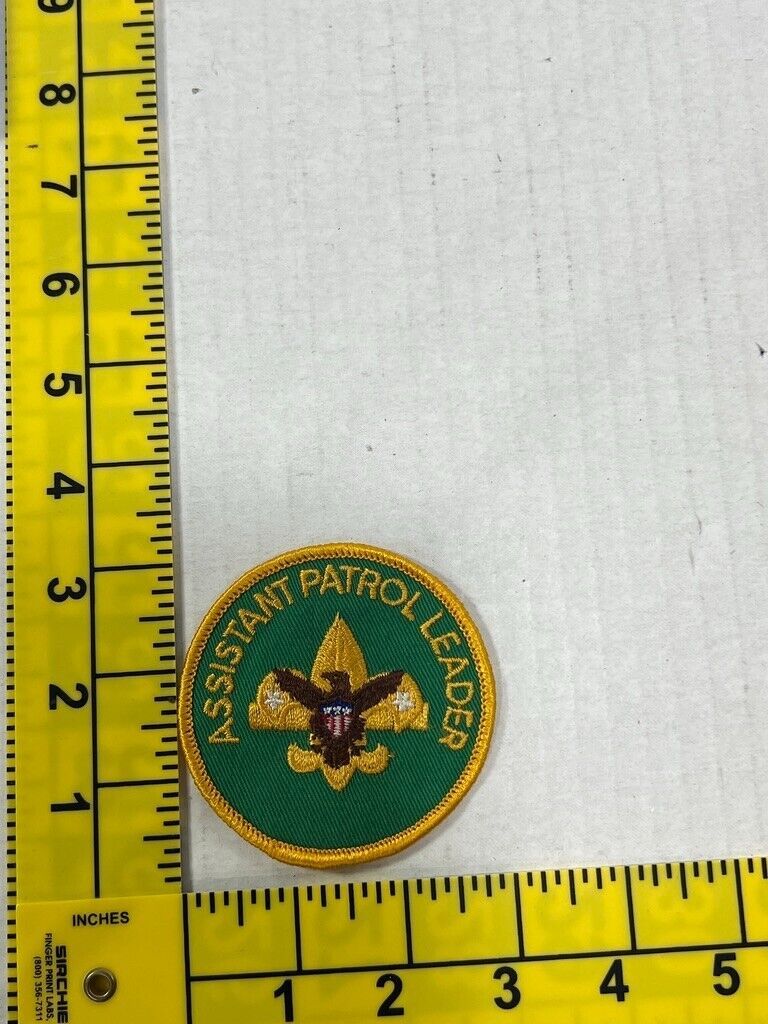 9
8
7
6
5
4
3
2
1
ASSISTANT PATROL LEADER
INCHES
SIRCHIE
FINGER PRINT LABS,
(800) 356-7311
1 2 3 4 5